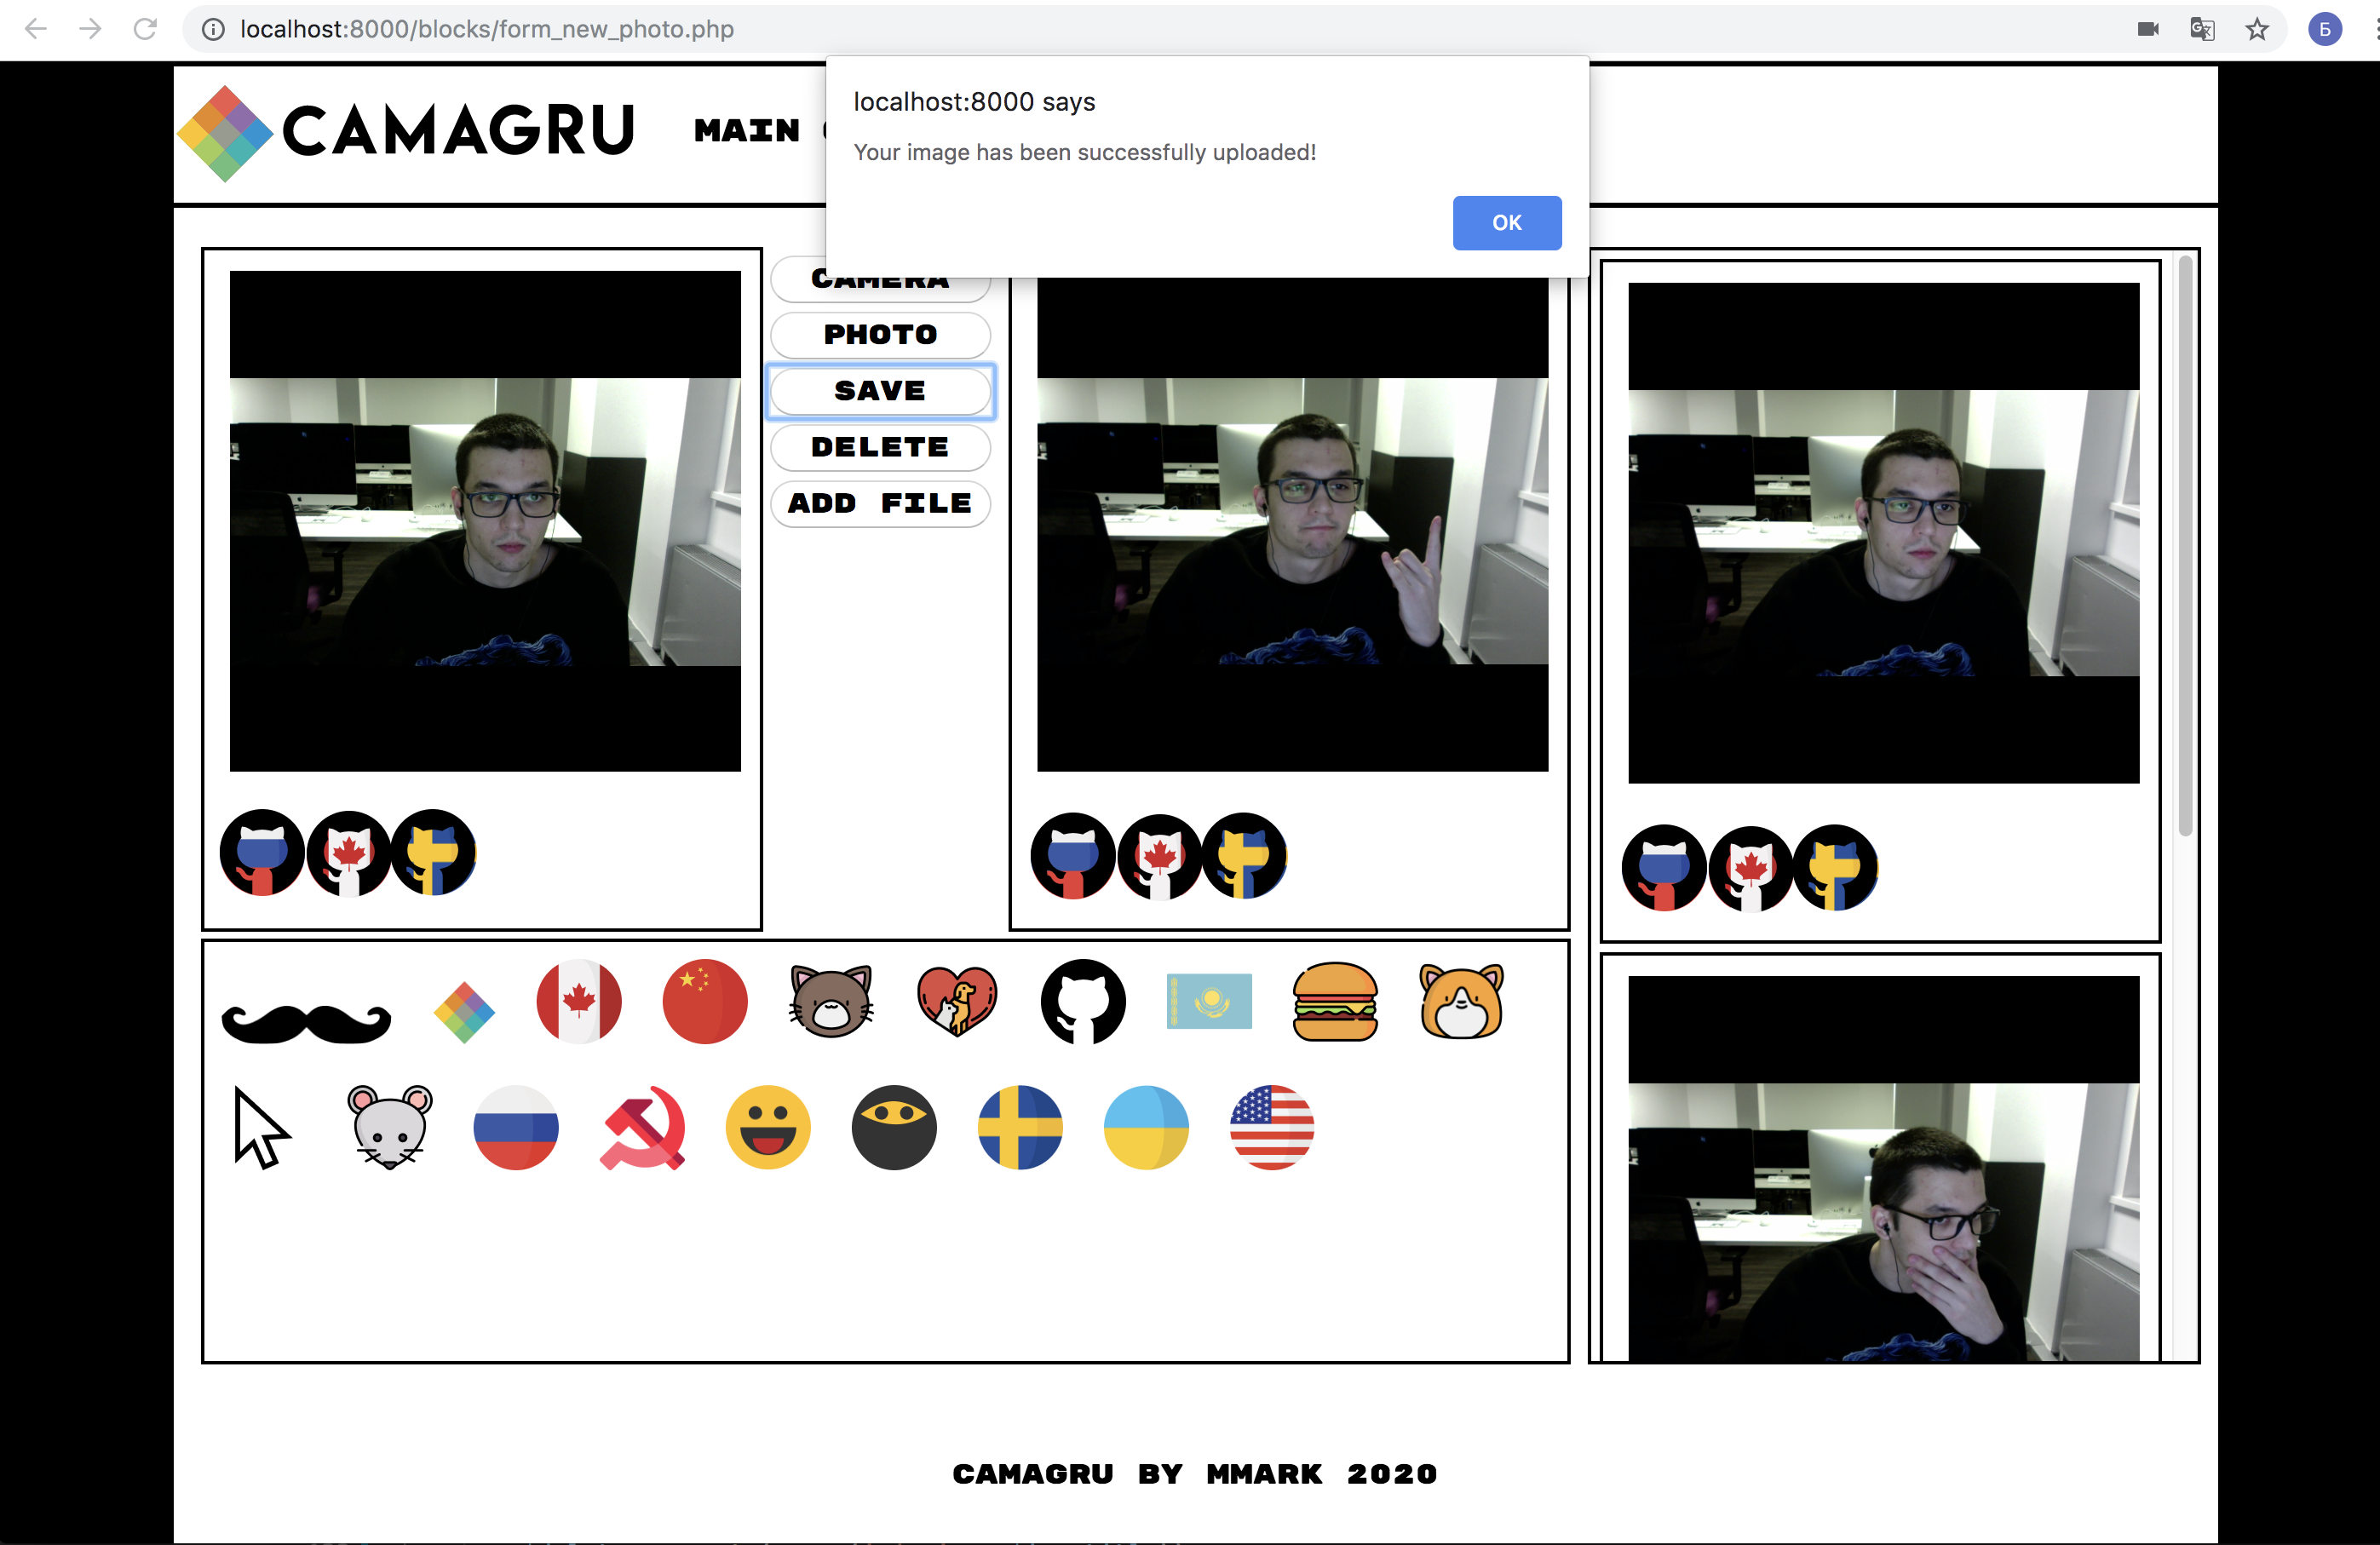 localhost:8000/blocks/form_new_photo.php
Б
localhost:8000 says
Your image has been successfully uploaded!
OK
CAMAGRU
MAIN
CAMERA
PHOTO
SAVE
DELETE
ADD FILE
CAMAGRU BY MMARK 2020